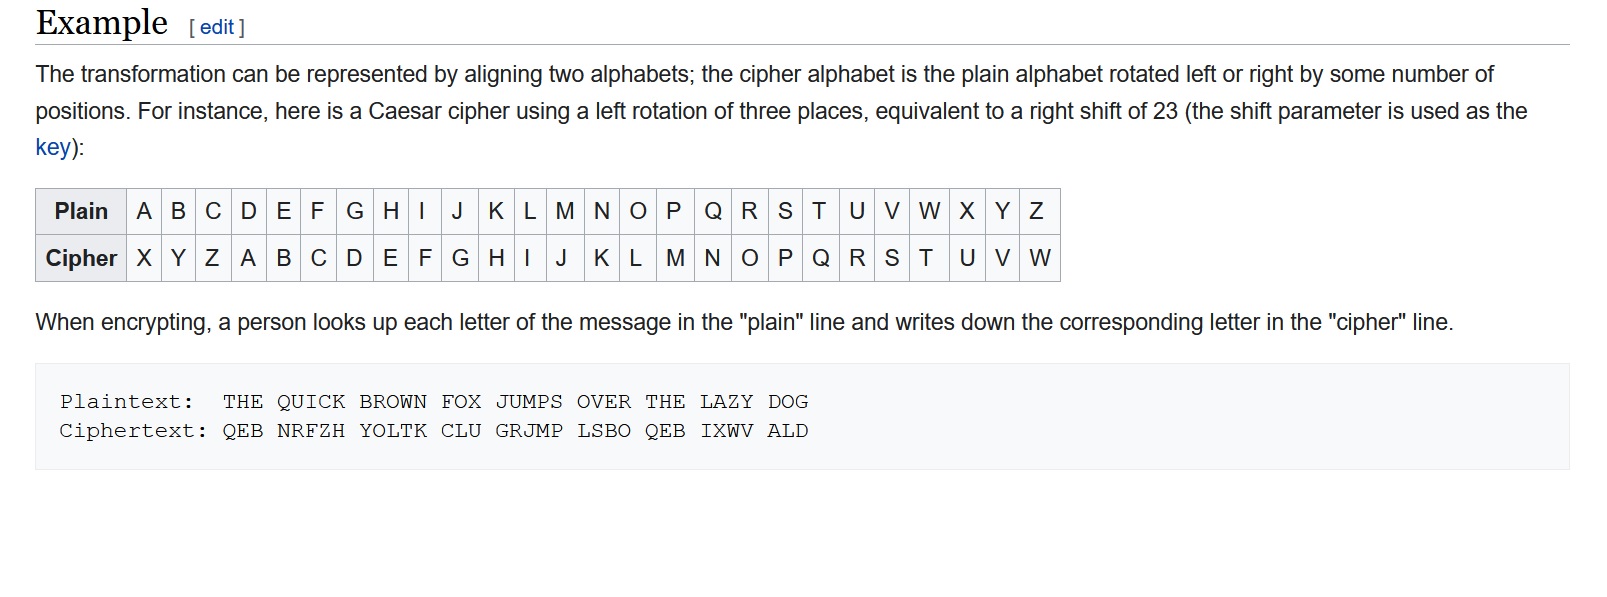 Example [ edit ]
The transformation can be represented by aligning two alphabets; the cipher alphabet is the plain alphabet rotated left or right by some number of
positions. For instance, here is a Caesar cipher using a left rotation of three places, equivalent to a right shift of 23 (the shift parameter is used as the
key):
Plain A B C D E F G H I J K L M N O P Q R S T U V W X Y Z
Cipher X Y Z A B C D E F G H I J K L M N O P Q R S T U V W
When encrypting, a person looks up each letter of the message in the "plain" line and writes down the corresponding letter in the "cipher" line.
Plaintext: THE QUICK BROWN FOX JUMPS OVER THE LAZY DOG
Ciphertext: QEB NRFZH YOLTK CLU GRJMP LSBO QEB IXWV ALD